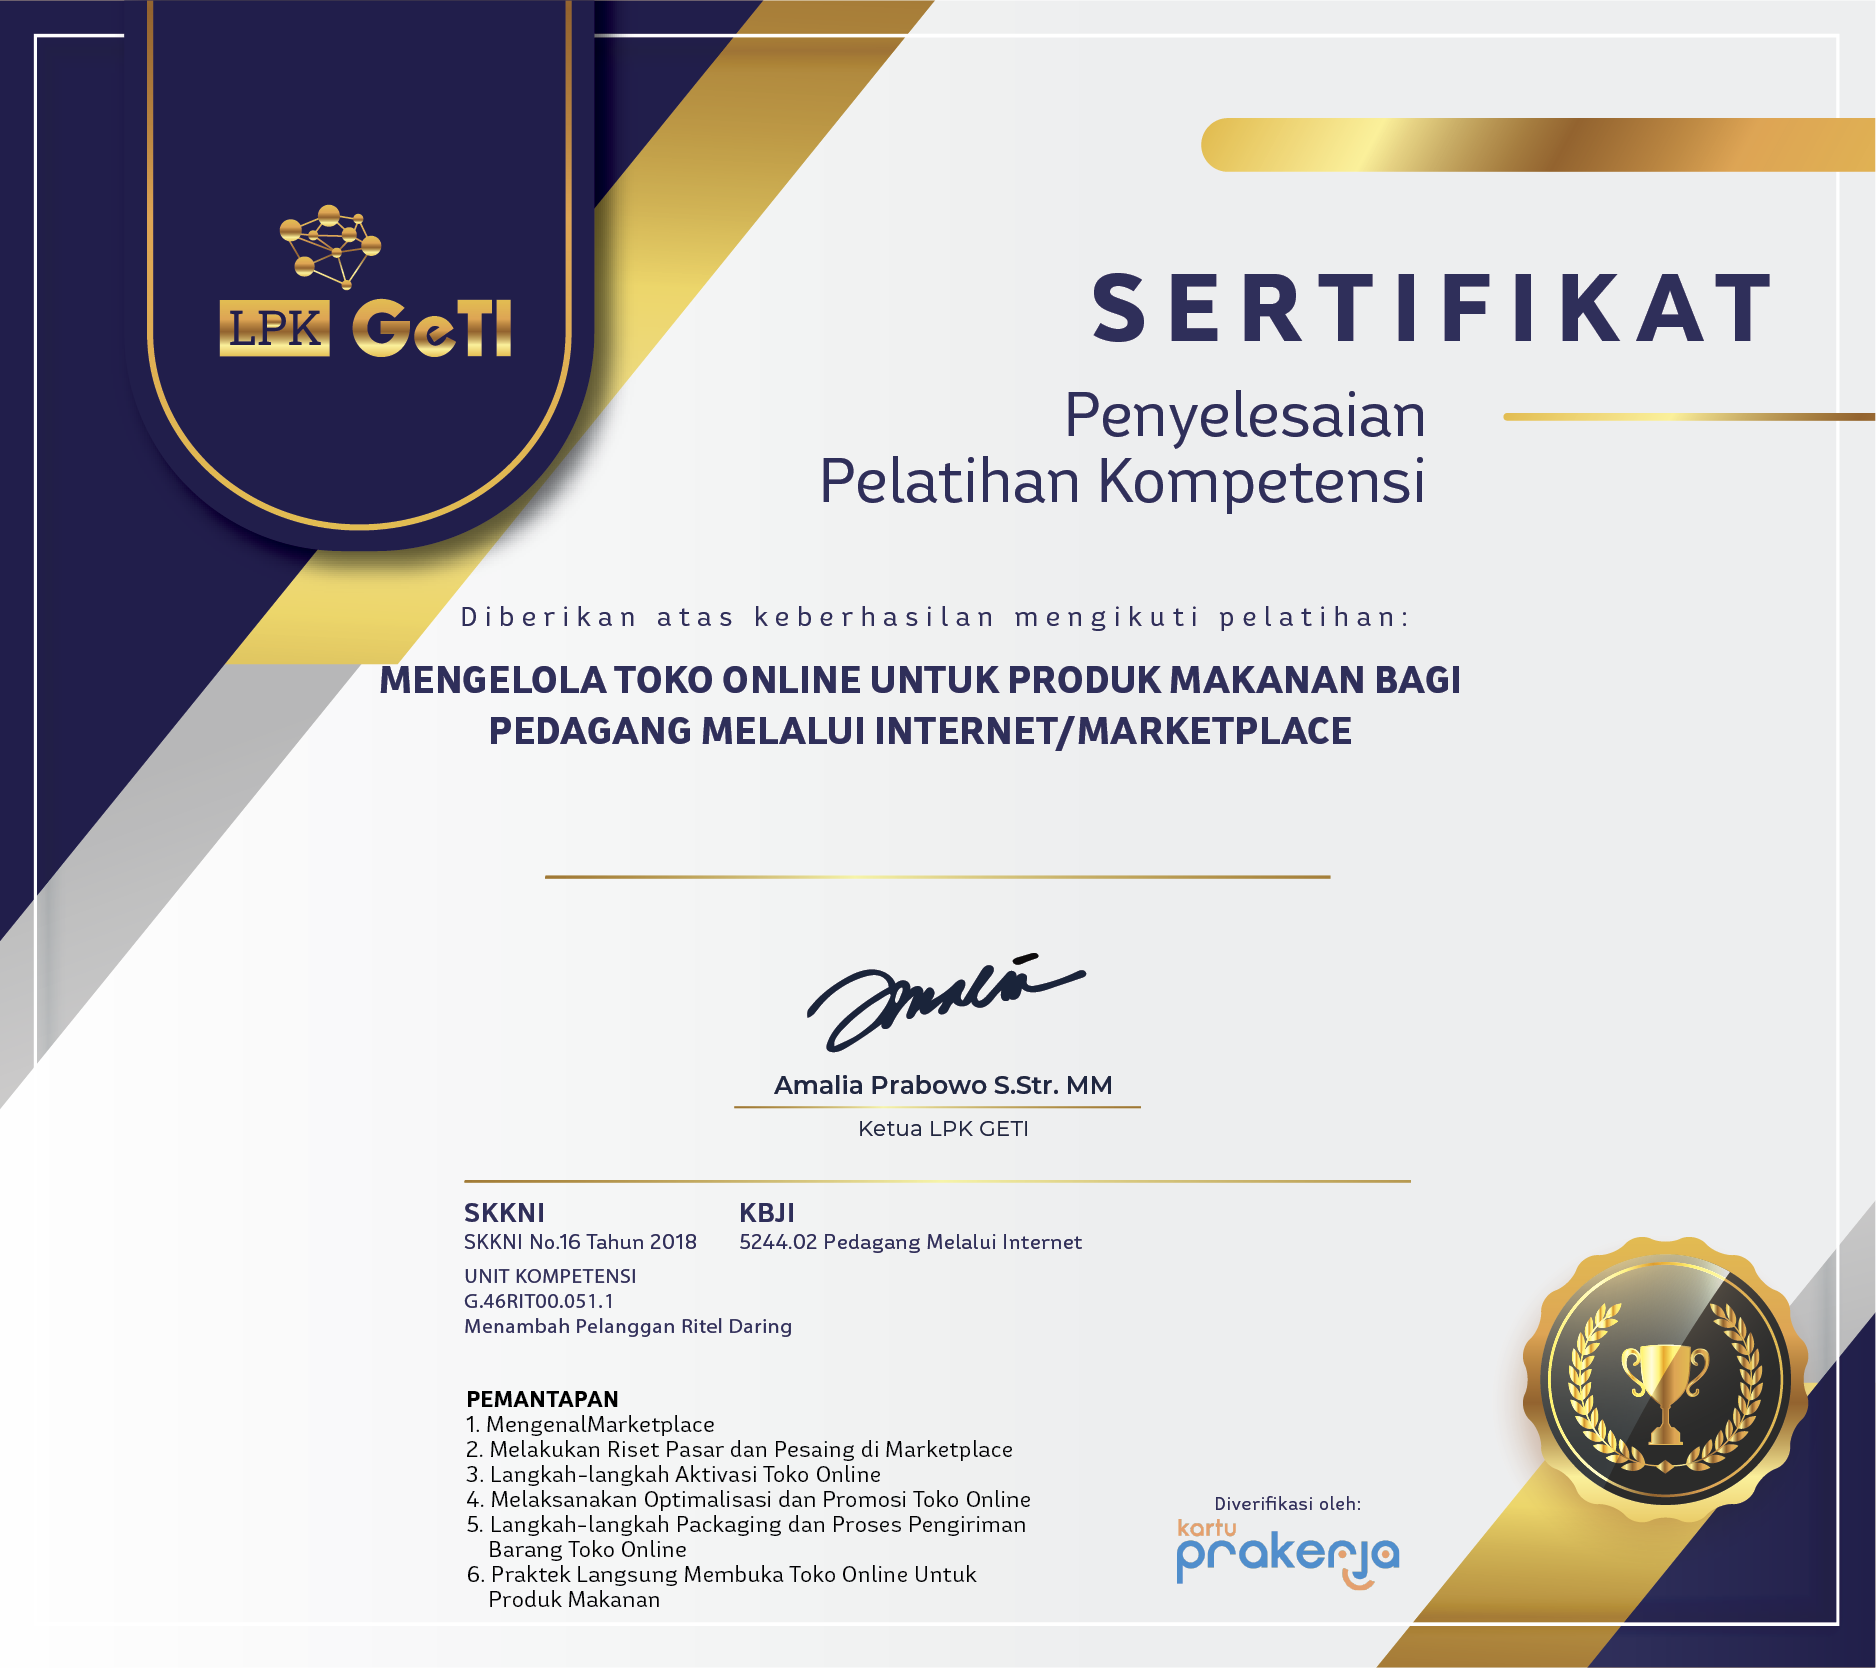 LPK GeTI
SERTIFIKAT
Penyelesaian
Pelatihan Kompetensi
Diberikan atas keberhasilan mengikuti pelatihan:
MENGELOLA TOKO ONLINE UNTUK PRODUK MAKANAN BAGI
PEDAGANG MELALUI INTERNET/MARKETPLACE
Amalia
Amalia Prabowo S.Str. MM
Ketua LPK GETI
SKKNI
SKKNI No.16 Tahun 2018
KBJI
5244.02 Pedagang Melalui Internet
UNIT KOMPETENSI
G.46RIT00.051.1
Menambah Pelanggan Ritel Daring
PEMANTAPAN
1. MengenalMarketplace
2. Melakukan Riset Pasar dan Pesaing di Marketplace
3. Langkah-langkah Aktivasi Toko Online
4. Melaksanakan Optimalisasi dan Promosi Toko Online
5. Langkah-langkah Packaging dan Proses Pengiriman
Barang Toko Online
6. Praktek Langsung Membuka Toko Online Untuk
Produk Makanan
Diverifikasi oleh:
kartu
prakerja